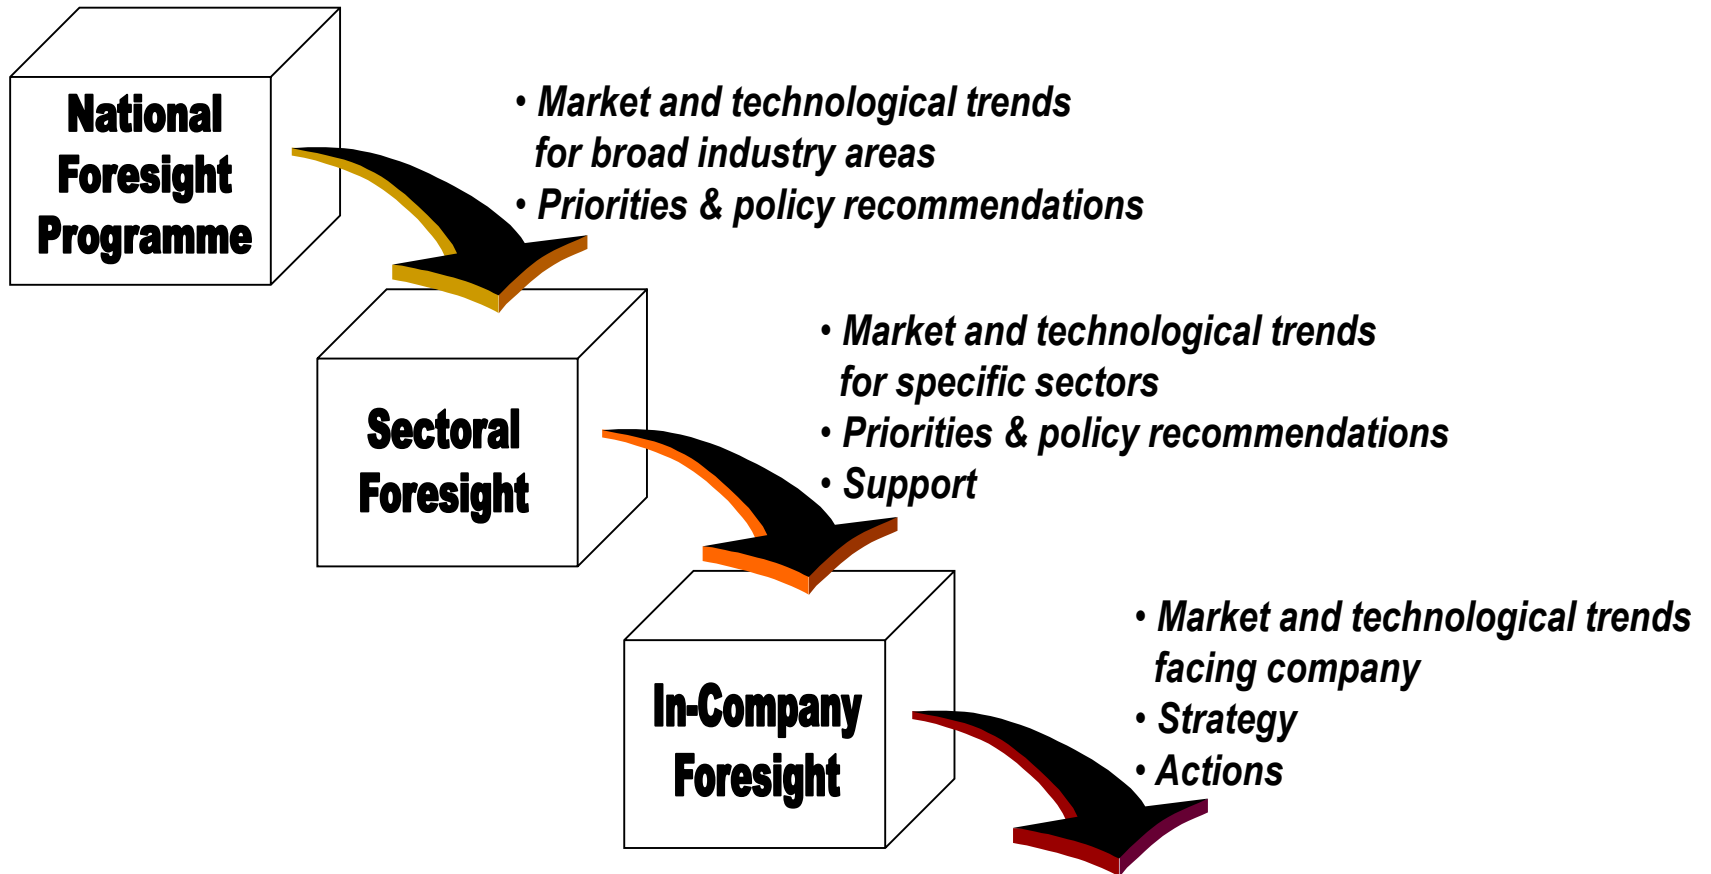 National
Foresight
Programme
• Market and technological trends
for broad industry areas
• Priorities & policy recommendations
Sectoral
Foresight
• Market and technological trends
for specific sectors
• Priorities & policy recommendations
• Support
In-Company
Foresight
• Market and technological trends
facing company
• Strategy
• Actions